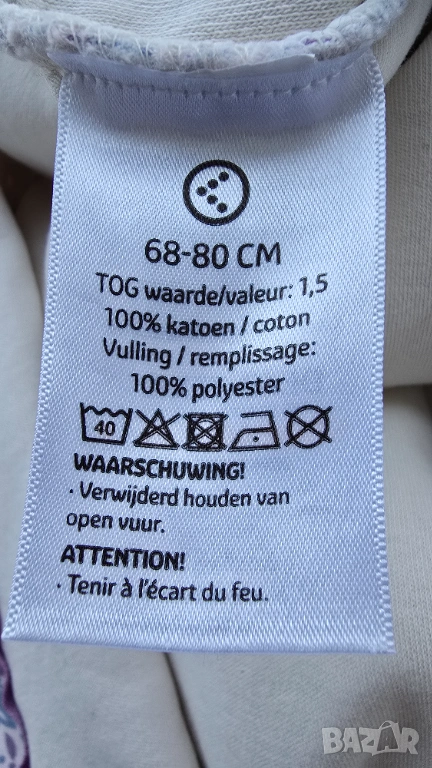 68-80 CM
TOG waarde/valeur: 1,5
100% katoen / coton
Vulling / remplissage:
100% polyester
40
WAARSCHUWING!
· Verwijderd houden van
open vuur.
ATTENTION!
· Tenir à l'écart du feu.
BAZAR